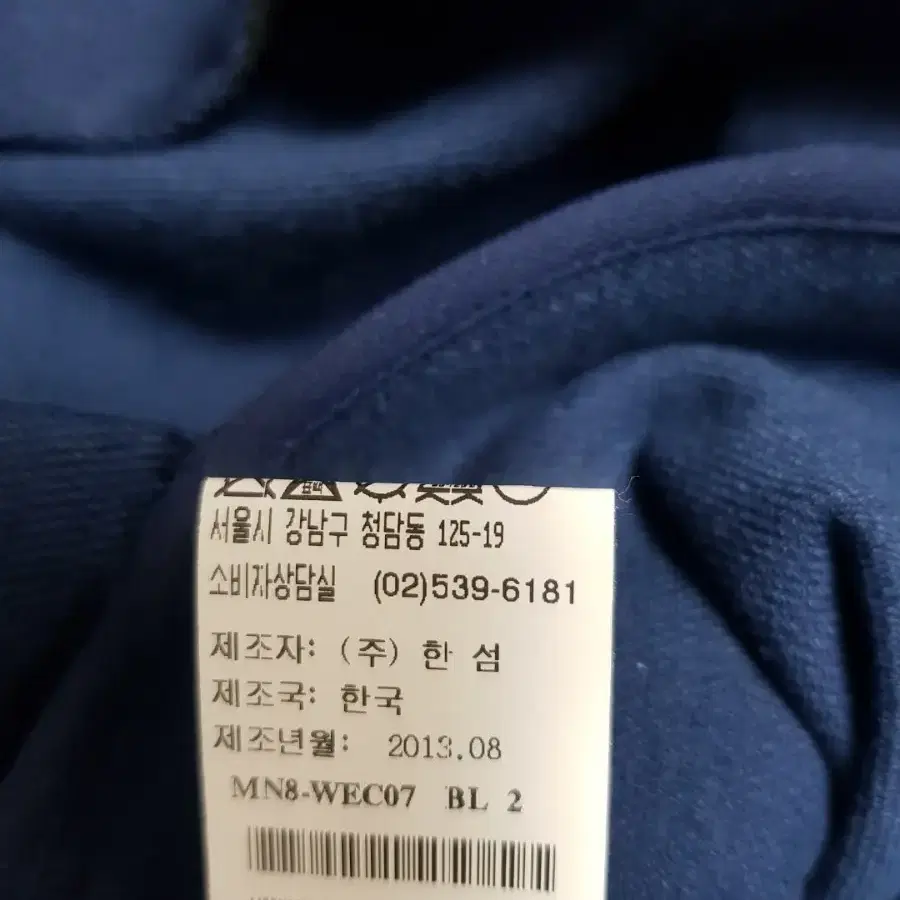 서울시 강남구 청담동 125-19
소비자상담실 (02)539-6181
제조자: (주) 한 섬
제조국: 한국
제조년월: 2013.08
MN8-WEC07 BL 2